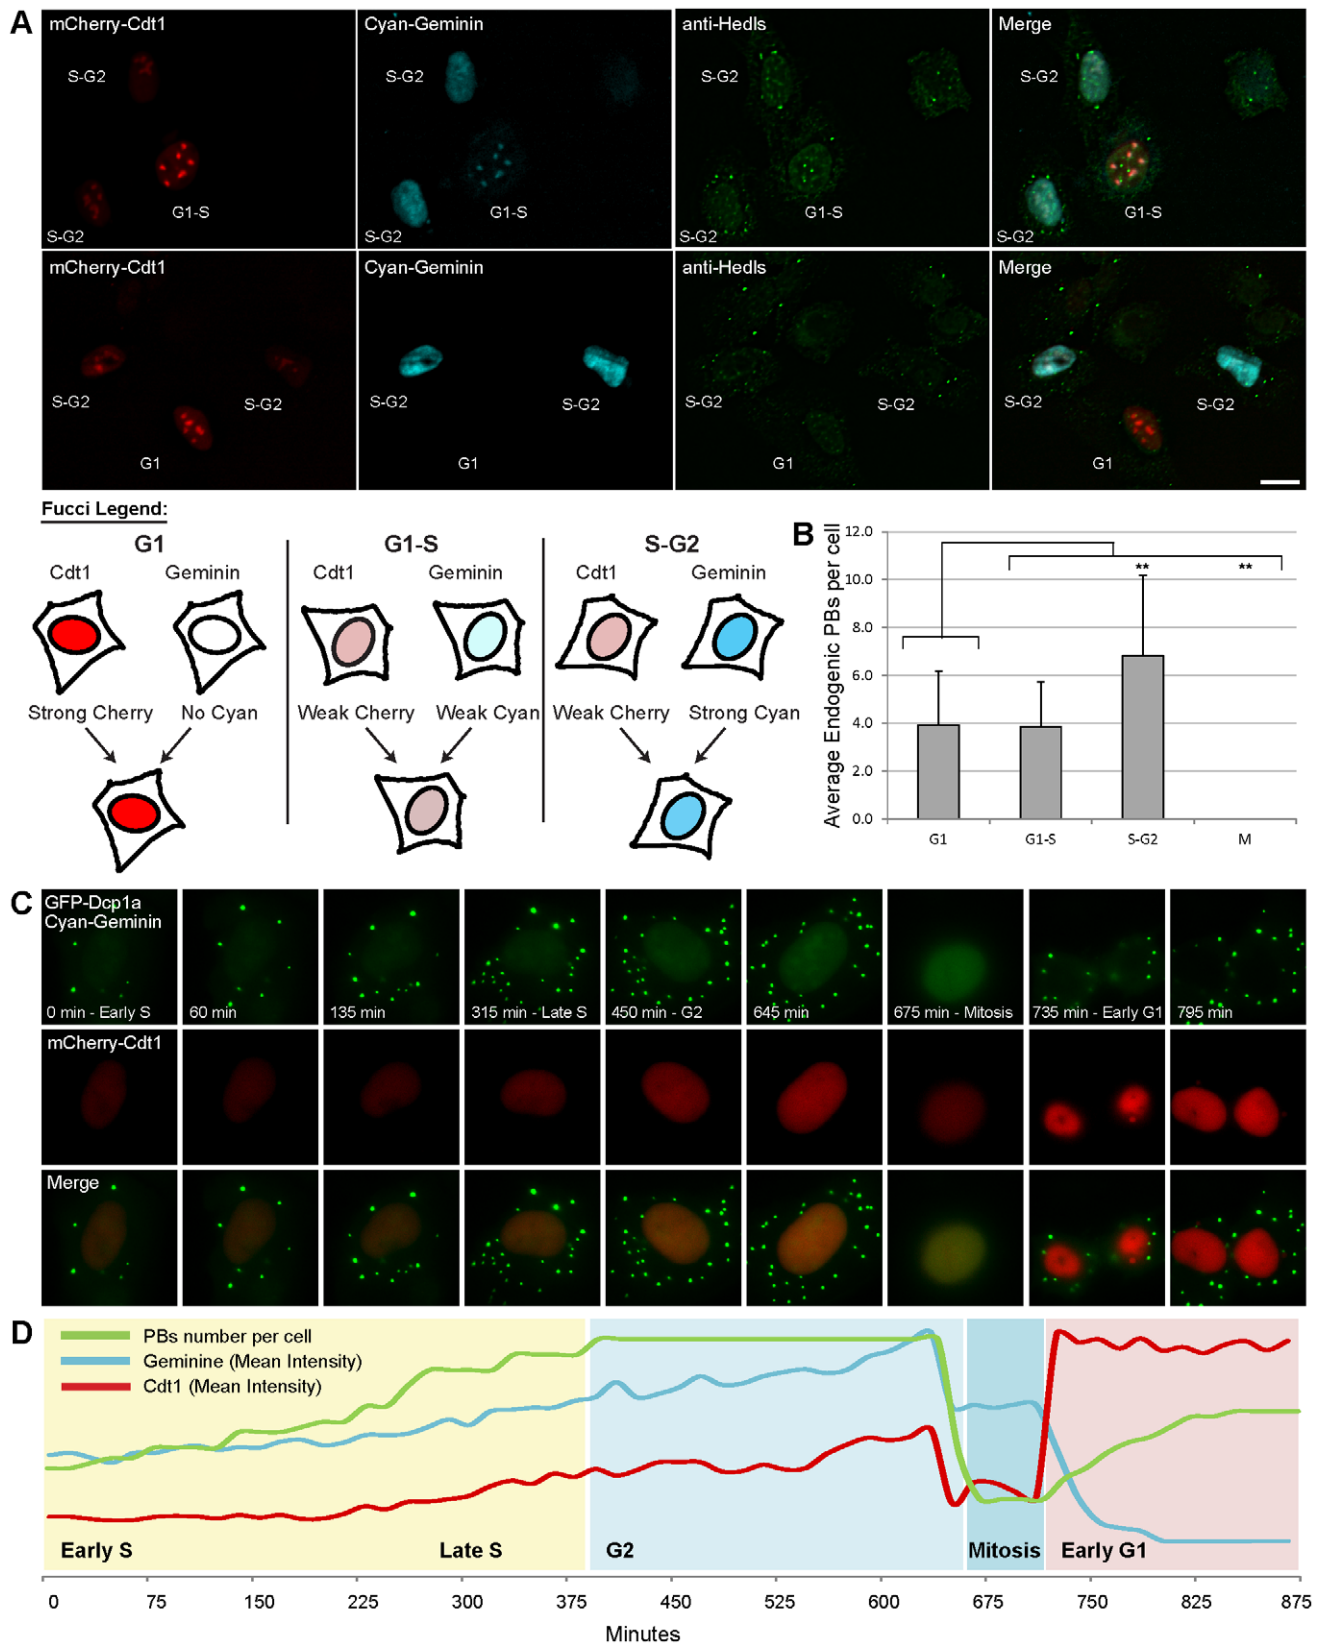 A
mCherry-Cdt1
Cyan-Geminin
anti-Hedls
Merge
S-G2
S-G2
S-G2
S-G2
G1-S
G1-S
G1-S
G1-S
S-G2
S-G2
S-G2
S-G2
mCherry-Cdt1
Cyan-Geminin
anti-Hedls
Merge
S-G2
S-G2
S-G2
S-G2
S-G2
S-G2
S-G2
S-G2
G1
G1
G1
G1
Fucci Legend:
G1
G1-S
S-G2
Cdt1
Geminin
Cdt1
Geminin
Cdt1
Geminin
Strong Cherry
No Cyan
Weak Cherry
Weak Cyan
Weak Cherry
Strong Cyan
B
Average Endogenic PBs per cell
12.0
10.0
8.0
6.0
4.0
2.0
0.0
**
**
G1
G1-S
S-G2
M
C
GFP-Dcp1a
Cyan-Geminin
0 min - Early S
60 min
135 min
315 min - Late S
450 min - G2
645 min
675 min - Mitosis
735 min - Early G1
795 min
mCherry-Cdt1
Merge
D
PBs number per cell
Geminine (Mean Intensity)
Cdt1 (Mean Intensity)
Early S
Late S
G2
Mitosis
Early G1
0
75
150
225
300
375
450
525
600
675
750
825
875
Minutes